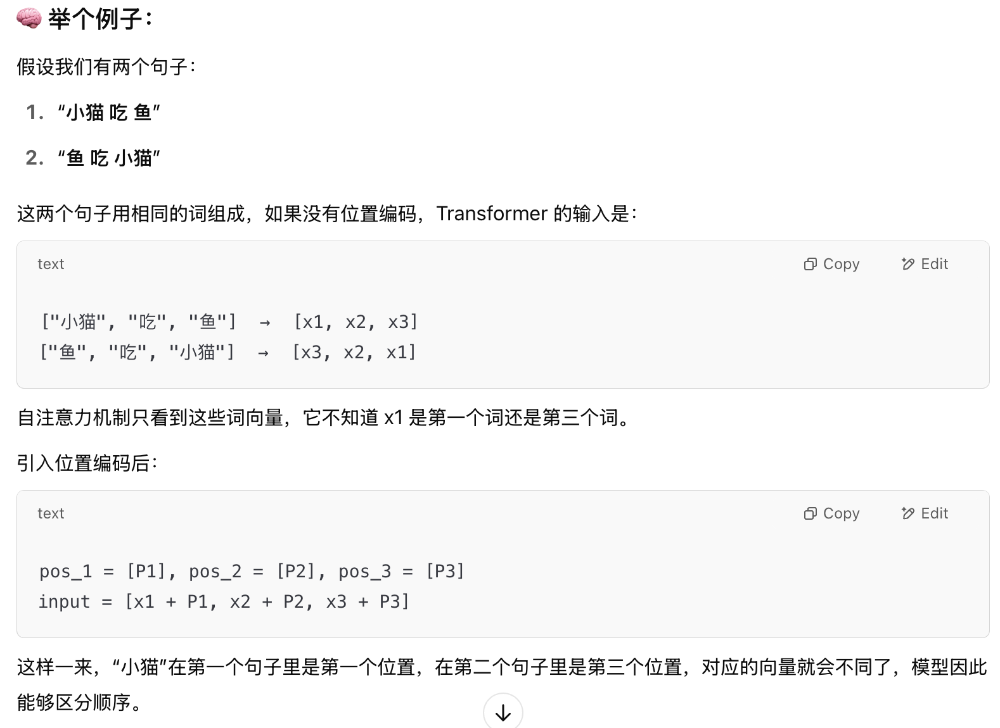 🧠 举个例子：
假设我们有两个句子：
1. “小猫 吃 鱼”
2. “鱼 吃 小猫”
这两个句子用相同的词组成，如果没有位置编码，Transformer 的输入是：
text
Copy
Edit
["小猫", "吃", "鱼"] → [x1, x2, x3]
["鱼", "吃", "小猫"] → [x3, x2, x1]
自注意力机制只看到这些词向量，它不知道 x1 是第一个词还是第三个词。
引入位置编码后：
text
Copy
Edit
pos_1 = [P1], pos_2 = [P2], pos_3 = [P3]
input = [x1 + P1, x2 + P2, x3 + P3]
这样一来，“小猫”在第一个句子里是第一个位置，在第二个句子里是第三个位置，对应的向量就会不同了，模型因此
能够区分顺序。